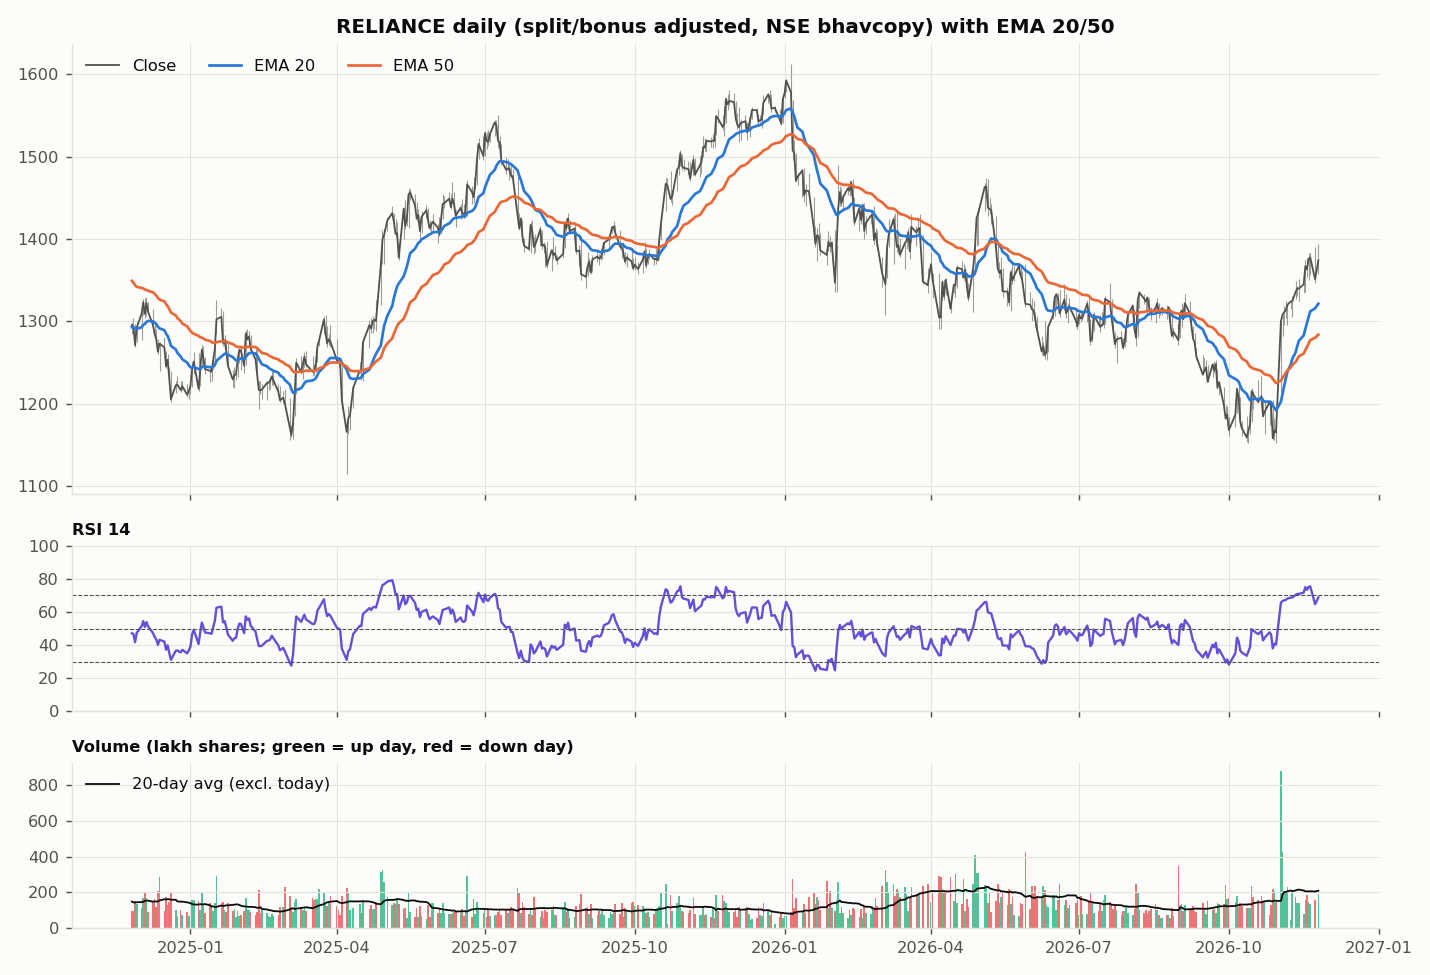 RELIANCE daily (split/bonus adjusted, NSE bhavcopy) with EMA 20/50
Close EMA 20 EMA 50
1600
1500
1400
1300
1200
1100
RSI 14
100
80
60
40
20
0
Volume (lakh shares; green = up day, red = down day)
20-day avg (excl. today)
800
600
400
200
0
2025-01 2025-04 2025-07 2025-10 2026-01 2026-04 2026-07 2026-10 2027-01